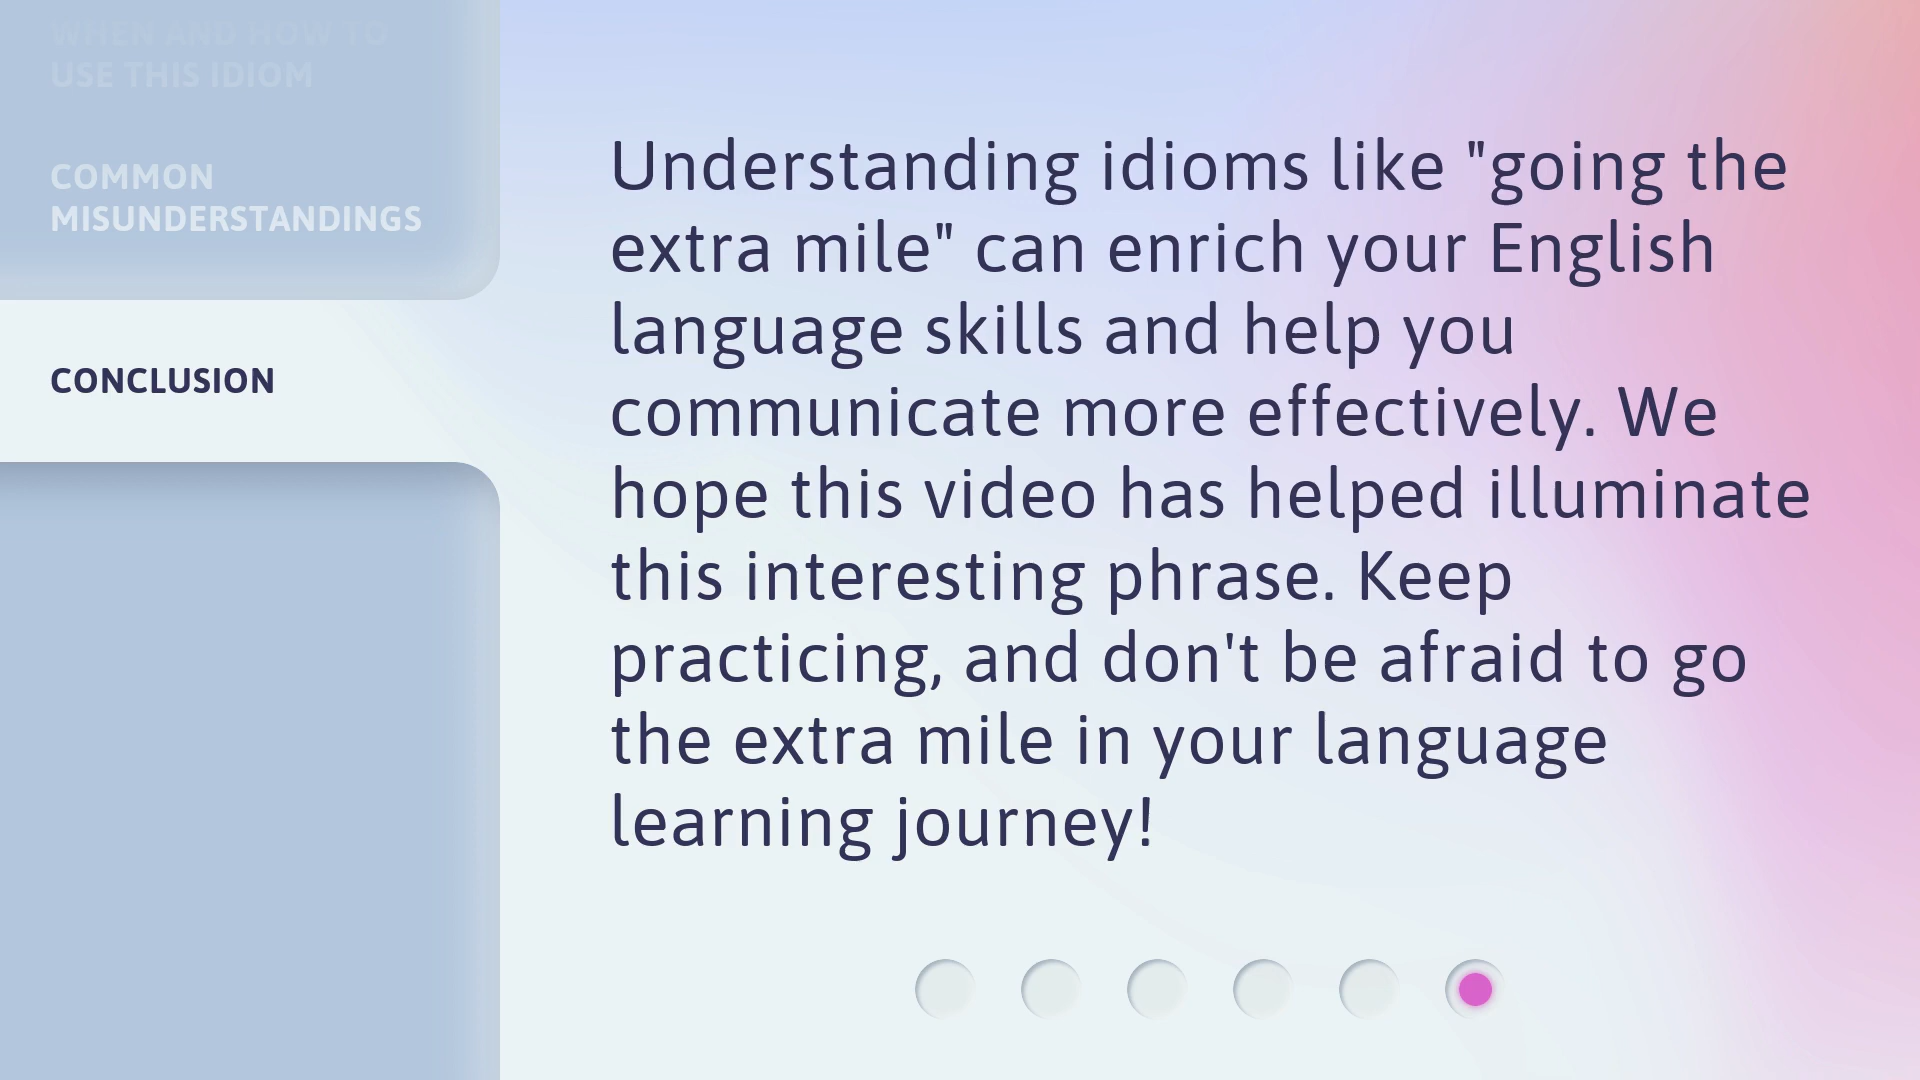 WHEN AND HOW TO
USE THIS IDIOM
COMMON
MISUNDERSTANDINGS
CONCLUSION
Understanding idioms like "going the
extra mile" can enrich your English
language skills and help you
communicate more effectively. We
hope this video has helped illuminate
this interesting phrase. Keep
practicing, and don't be afraid to go
the extra mile in your language
learning journey!